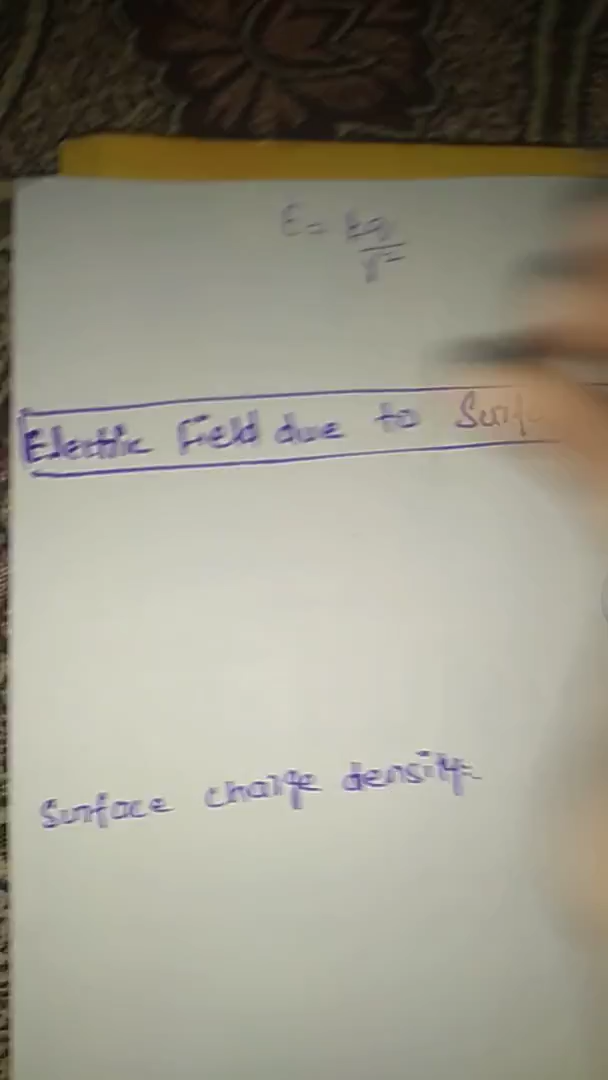 E = kq/r²
Electric Field due to Surf
Surface charge density=